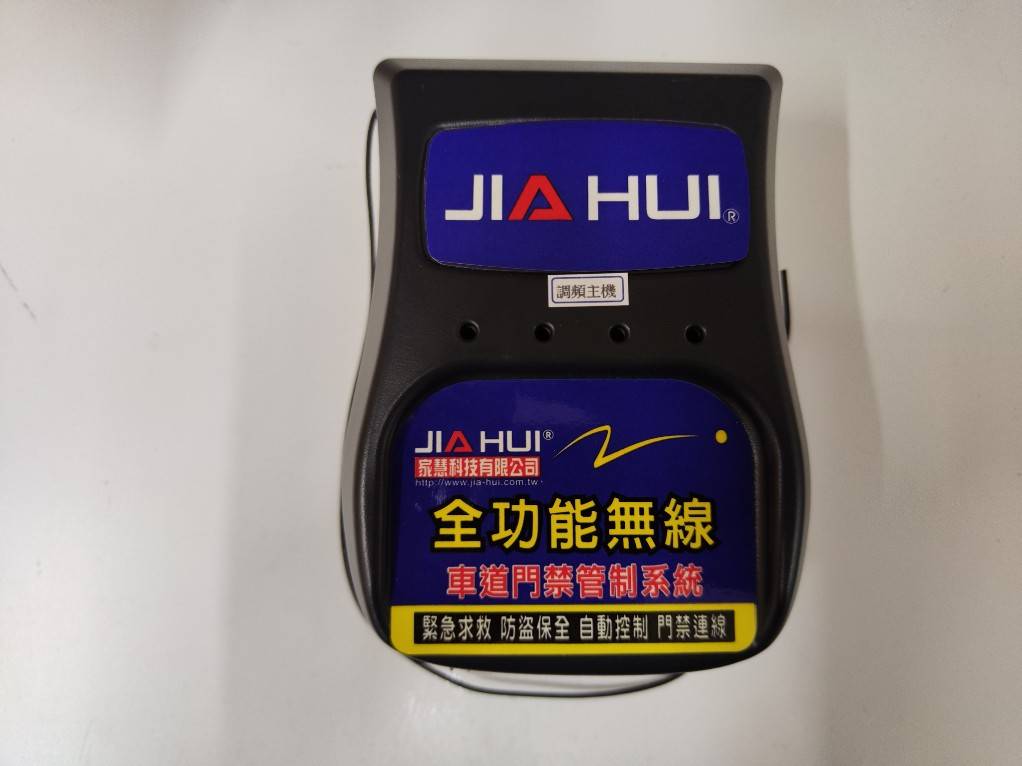 JIA HUI®
調頻主機
JIA HUI®
家慧科技有限公司
http://www.jia-hui.com.tw
全功能無線
車道門禁管制系統
緊急求救 防盜保全 自動控制 門禁連線